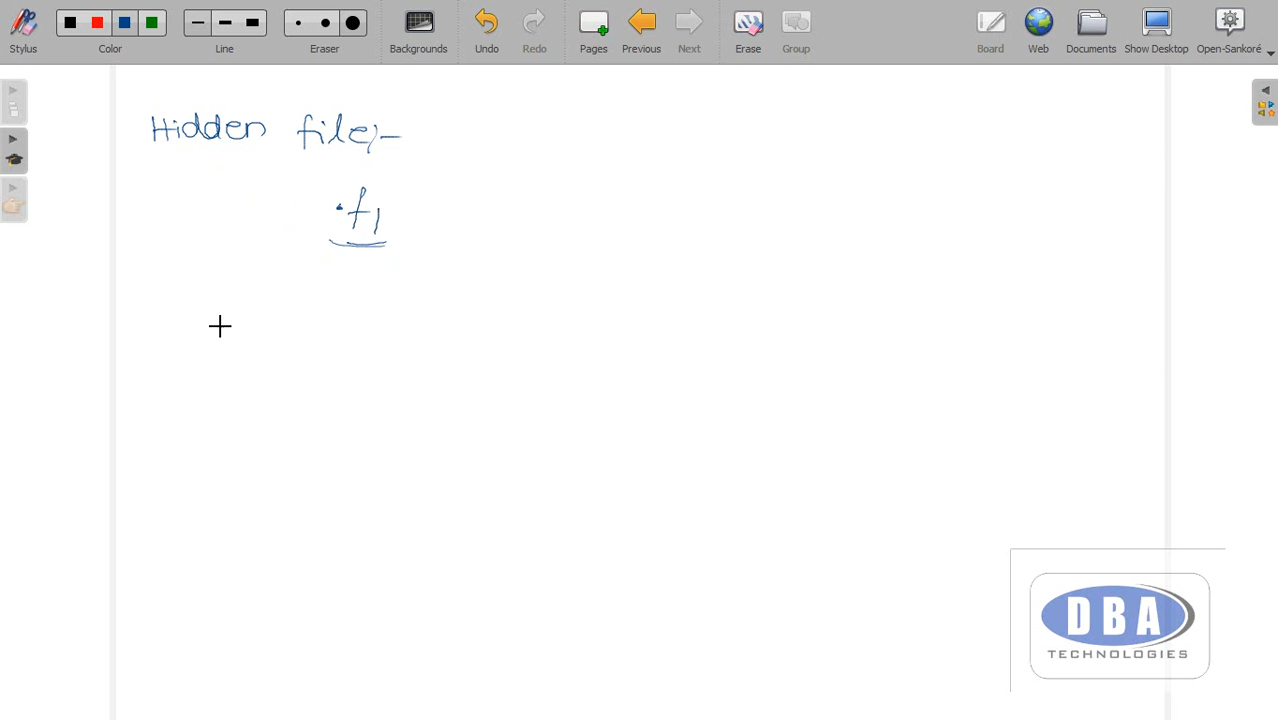 Stylus
Color
Line
Eraser
Backgrounds
Undo
Redo
Pages
Previous
Next
Erase
Group
Board
Web
Documents
Show Desktop
Open-Sankoré
Hidden file:-
.f1
DBA
TECHNOLOGIES